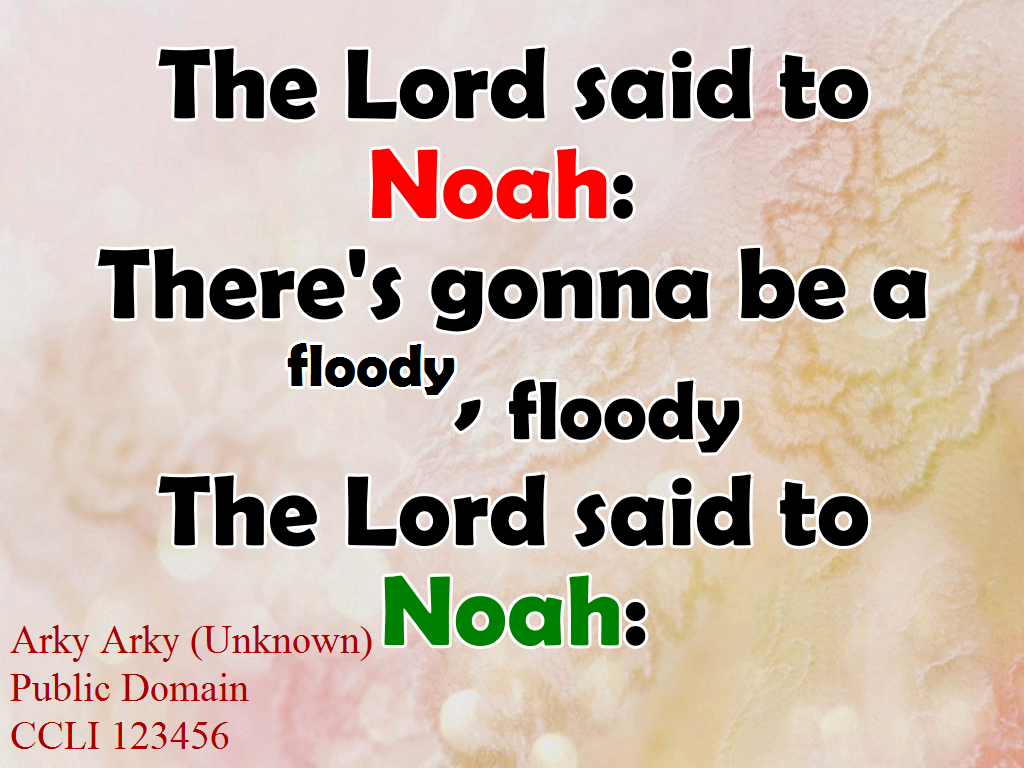 The Lord said to
Noah:
There's gonna be a
floody, floody
The Lord said to
Noah:
Arky Arky (Unknown)
Public Domain
CCLI 123456